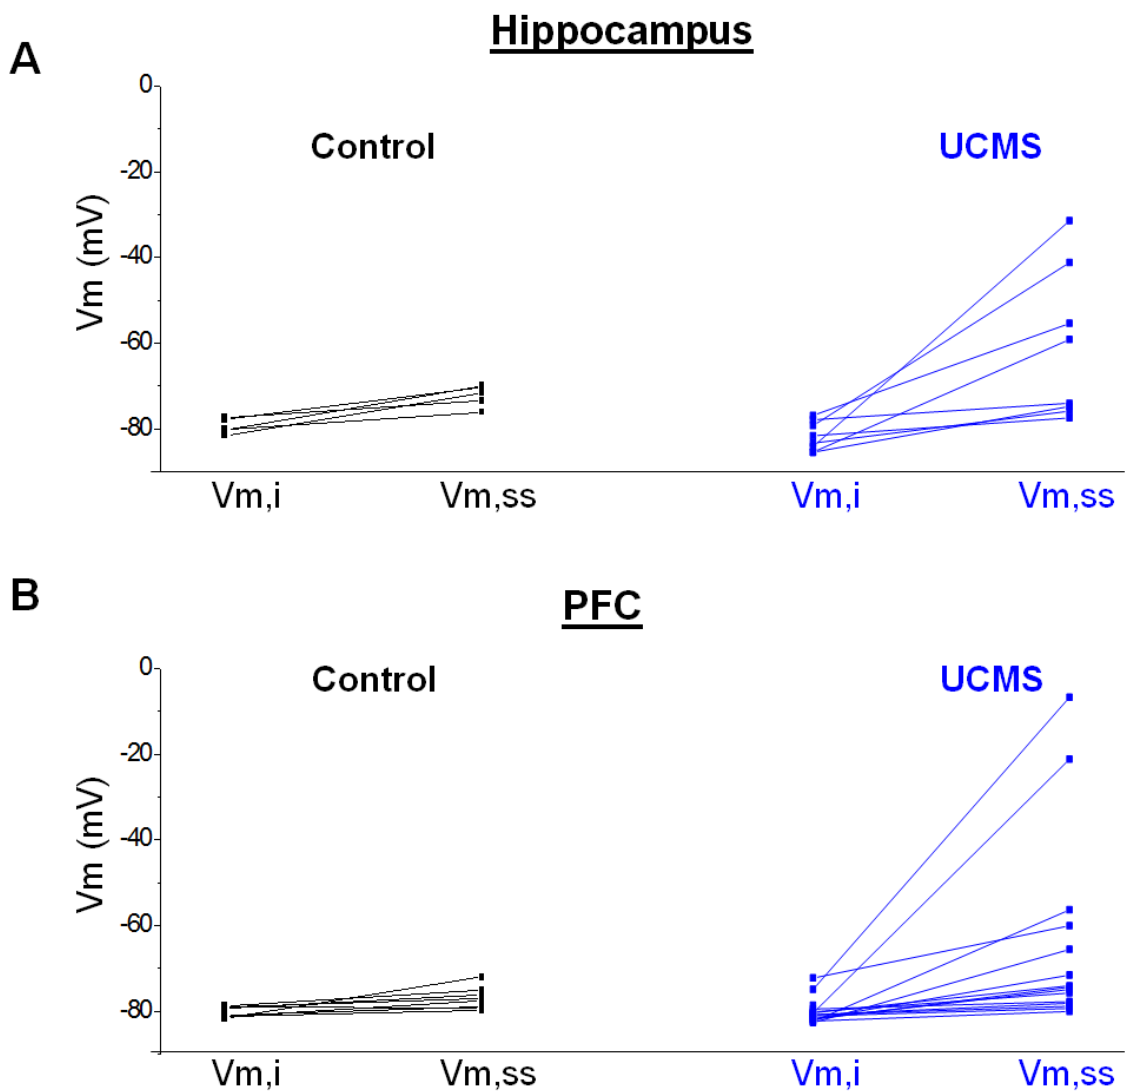 Hippocampus
A
0
Control
UCMS
-20
-40
-60
-80
Vm (mV)
Vm,i
Vm,ss
Vm,i
Vm,ss
B
PFC
0
Control
UCMS
-20
-40
-60
-80
Vm (mV)
Vm,i
Vm,ss
Vm,i
Vm,ss